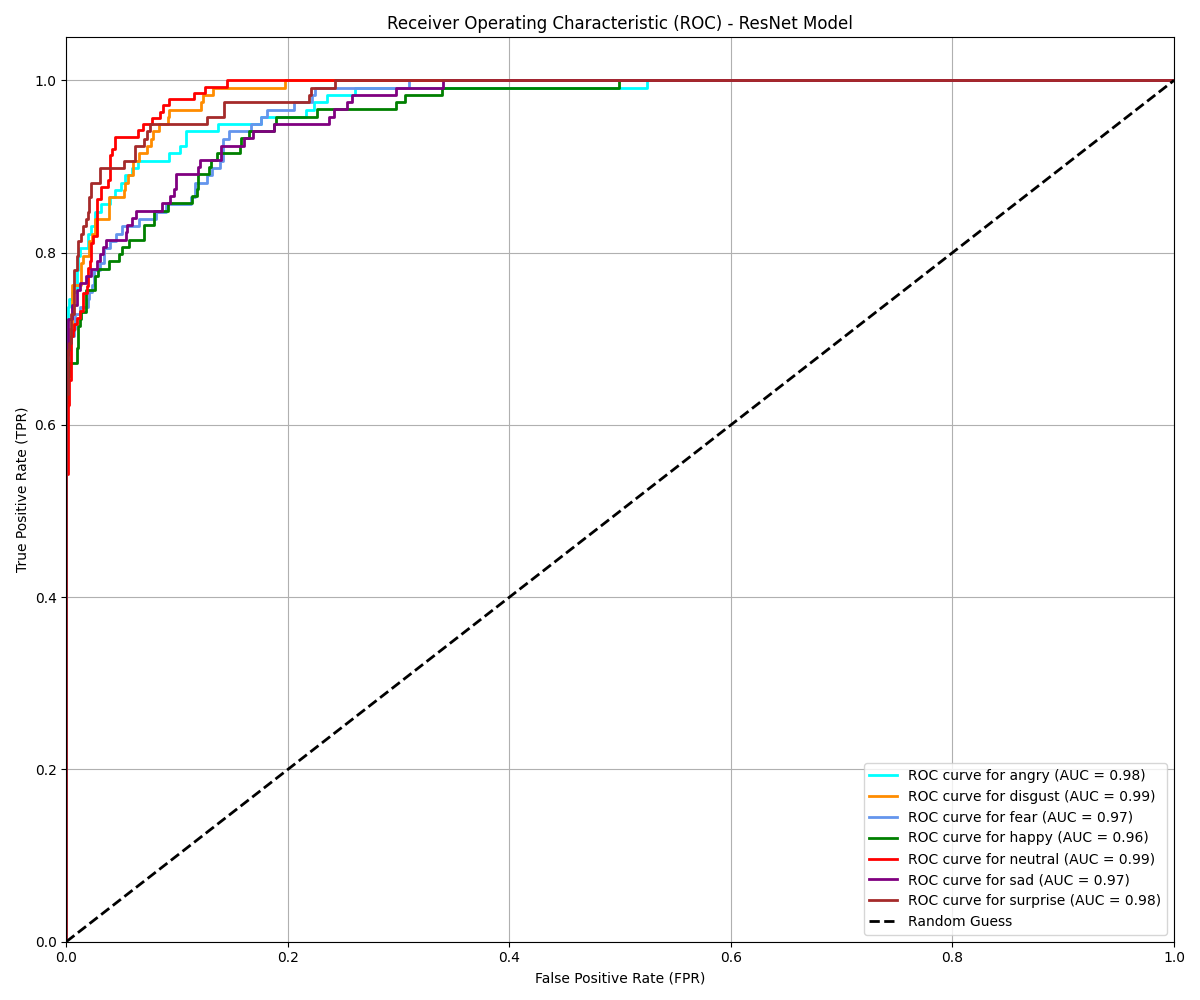 Receiver Operating Characteristic (ROC) - ResNet Model
True Positive Rate (TPR)
1.0
0.8
0.6
0.4
0.2
0.0
ROC curve for angry (AUC = 0.98)
ROC curve for disgust (AUC = 0.99)
ROC curve for fear (AUC = 0.97)
ROC curve for happy (AUC = 0.96)
ROC curve for neutral (AUC = 0.99)
ROC curve for sad (AUC = 0.97)
ROC curve for surprise (AUC = 0.98)
Random Guess
0.0 0.2 0.4 0.6 0.8 1.0
False Positive Rate (FPR)